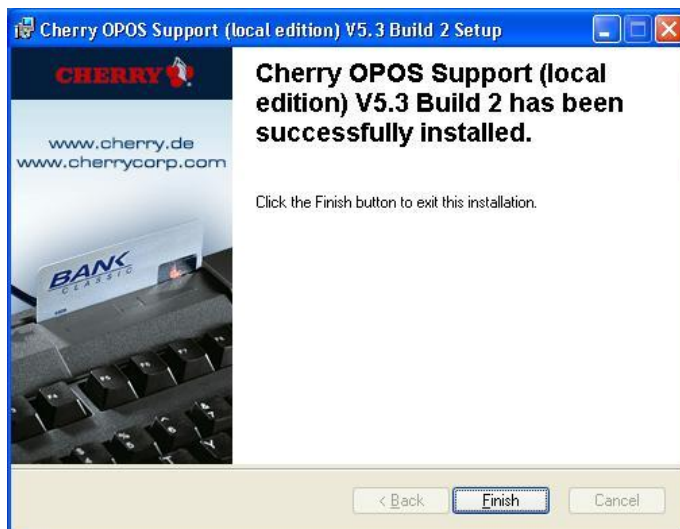 Cherry OPOS Support (local edition) V5.3 Build 2 Setup
CHERRY
www.cherry.de
www.cherrycorp.com
BANK
CLASSIC
Cherry OPOS Support (local
edition) V5.3 Build 2 has been
successfully installed.
Click the Finish button to exit this installation.
< Back
Finish
Cancel